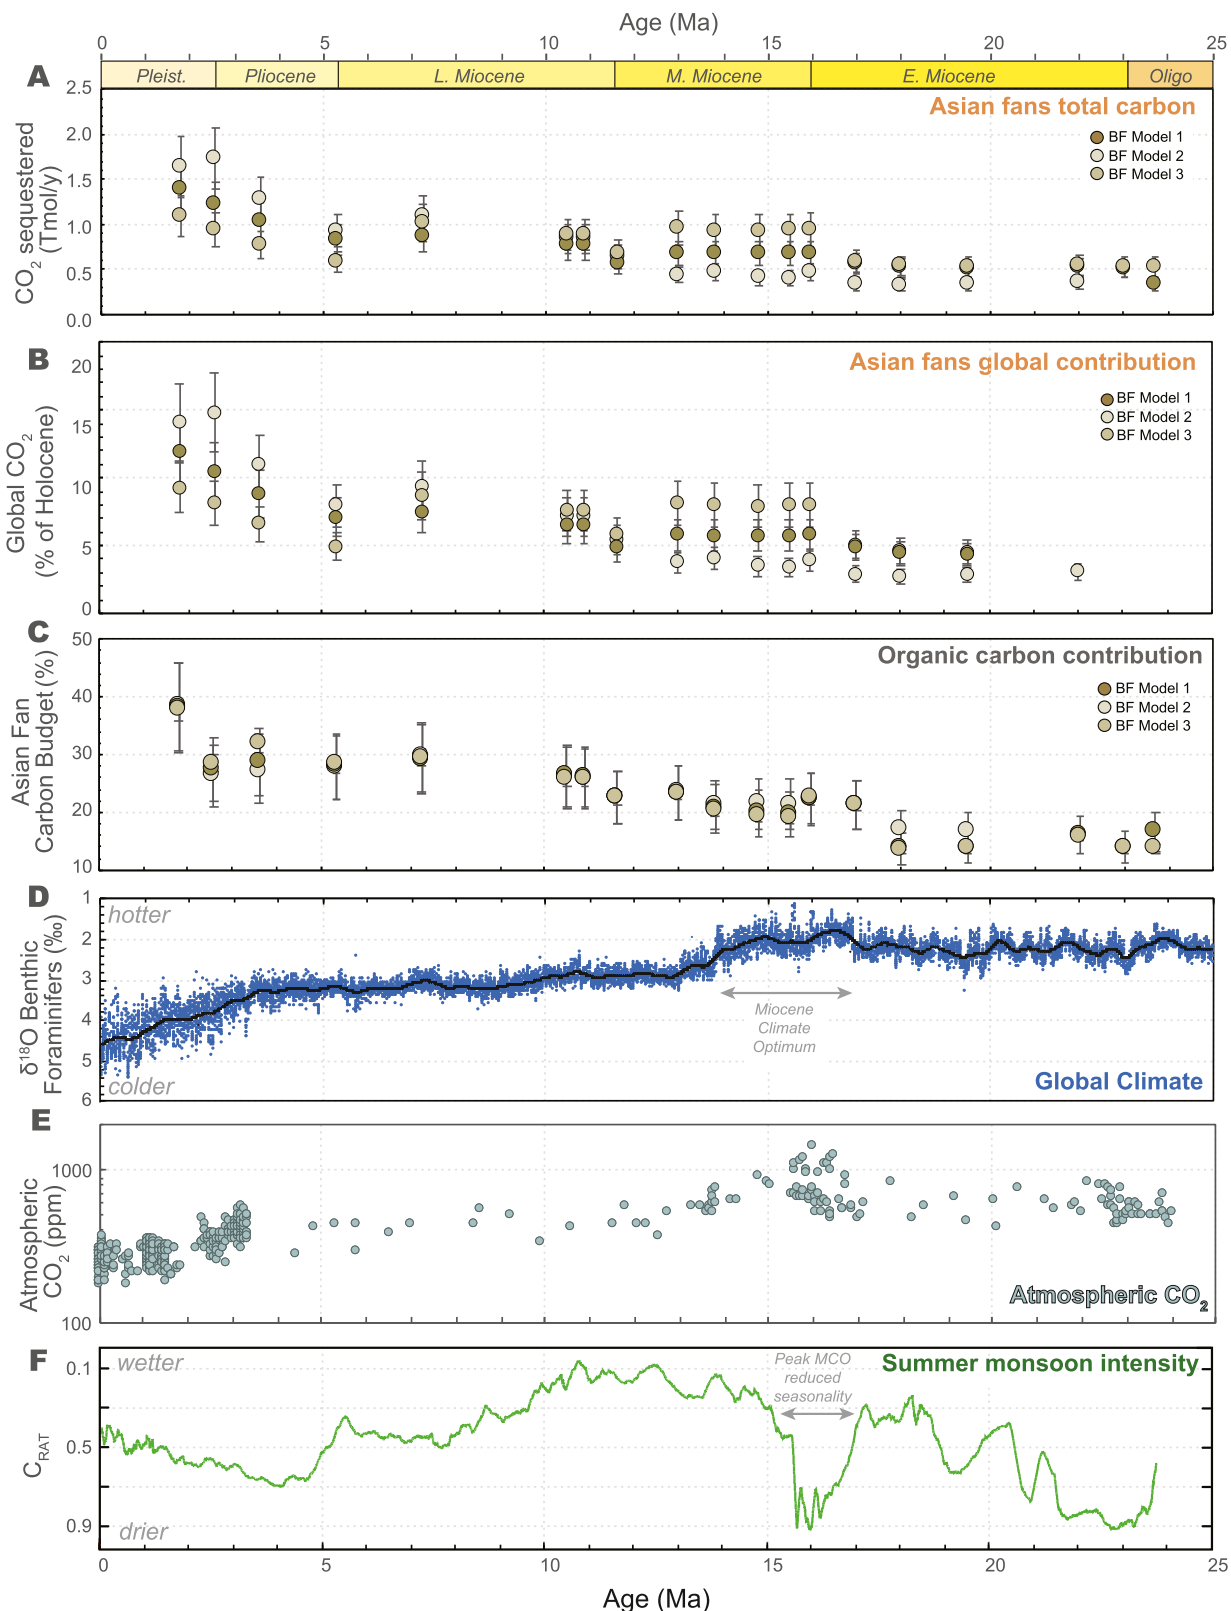 Age (Ma)
0 5 10 15 20 25
A
Pleist. Pliocene L. Miocene M. Miocene E. Miocene Oligo
2.5
2.0
1.5
1.0
0.5
0.0
CO2 sequestered
(Tmol/y)
Asian fans total carbon
BF Model 1
BF Model 2
BF Model 3
B
20
15
10
5
0
Global CO2
(% of Holocene)
Asian fans global contribution
BF Model 1
BF Model 2
BF Model 3
C
50
40
30
20
10
Asian Fan
Carbon Budget (%)
Organic carbon contribution
BF Model 1
BF Model 2
BF Model 3
D
1
2
3
4
5
6
δ18O Benthic
Foraminifers (‰)
hotter
colder
Miocene
Climate
Optimum
Global Climate
E
1000
100
Atmospheric
CO2 (ppm)
Atmospheric CO2
F
0.1
0.5
0.9
CRAT
wetter
drier
Peak MCO
reduced
seasonality
Summer monsoon intensity
0 5 10 15 20 25
Age (Ma)